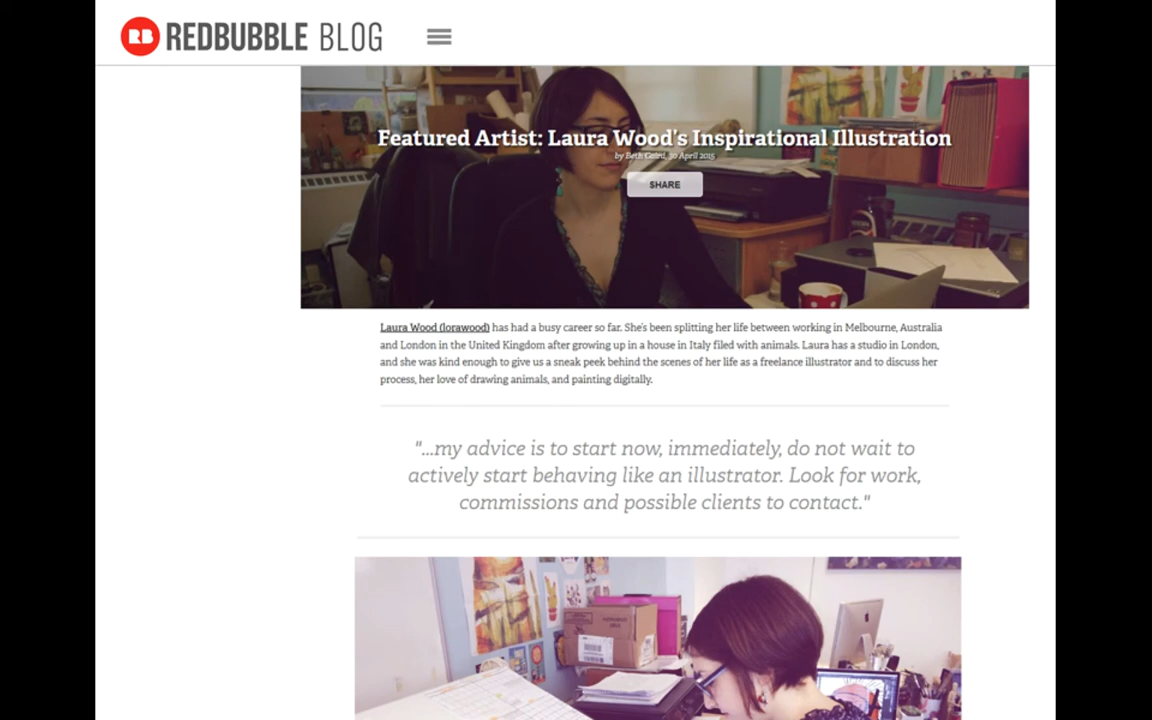 RB REDBUBBLE BLOG
Featured Artist: Laura Wood's Inspirational Illustration
by Beth Caird, 30 April 2015
SHARE
Laura Wood (lorawood) has had a busy career so far. She's been splitting her life between working in Melbourne, Australia
and London in the United Kingdom after growing up in a house in Italy filed with animals. Laura has a studio in London,
and she was kind enough to give us a sneak peek behind the scenes of her life as a freelance illustrator and to discuss her
process, her love of drawing animals, and painting digitally.
"...my advice is to start now, immediately, do not wait to
actively start behaving like an illustrator. Look for work,
commissions and possible clients to contact."